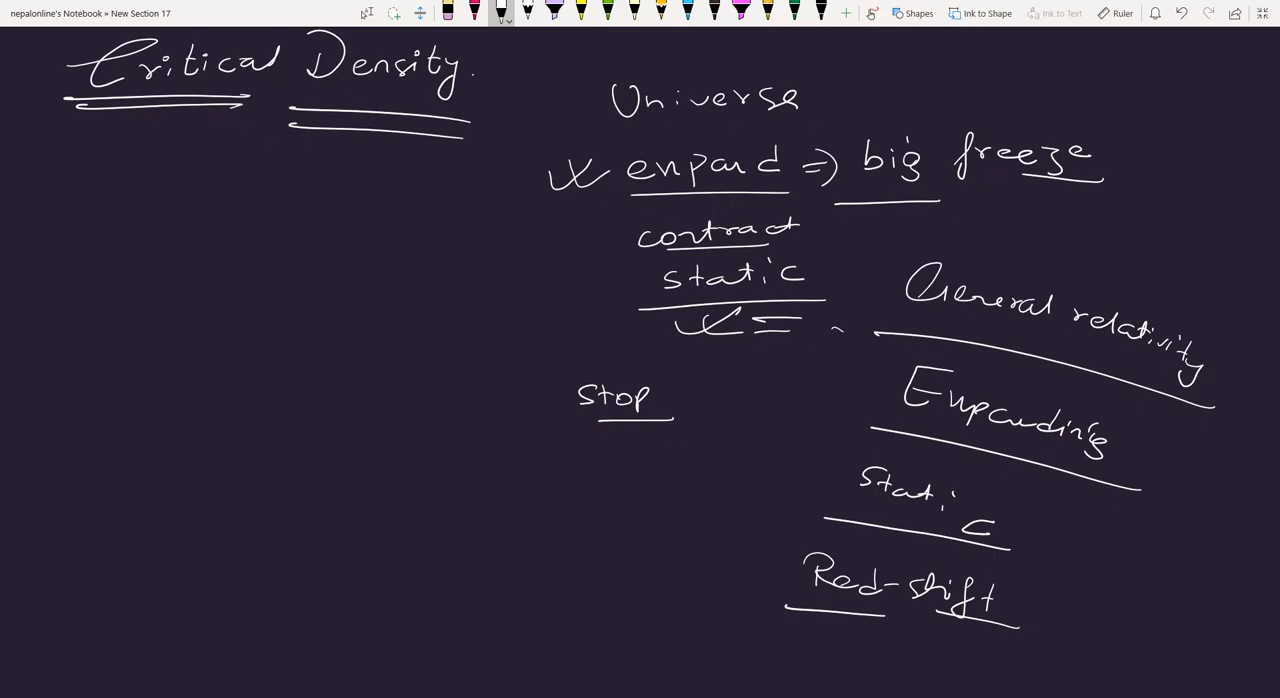 nepalonline's Notebook » New Section 17
Shapes Ink to Shape Ink to Text Ruler
Critical Density.
Universe
expand => big freeze
contract
static
General relativity
stop
Expanding
static
Red-shift